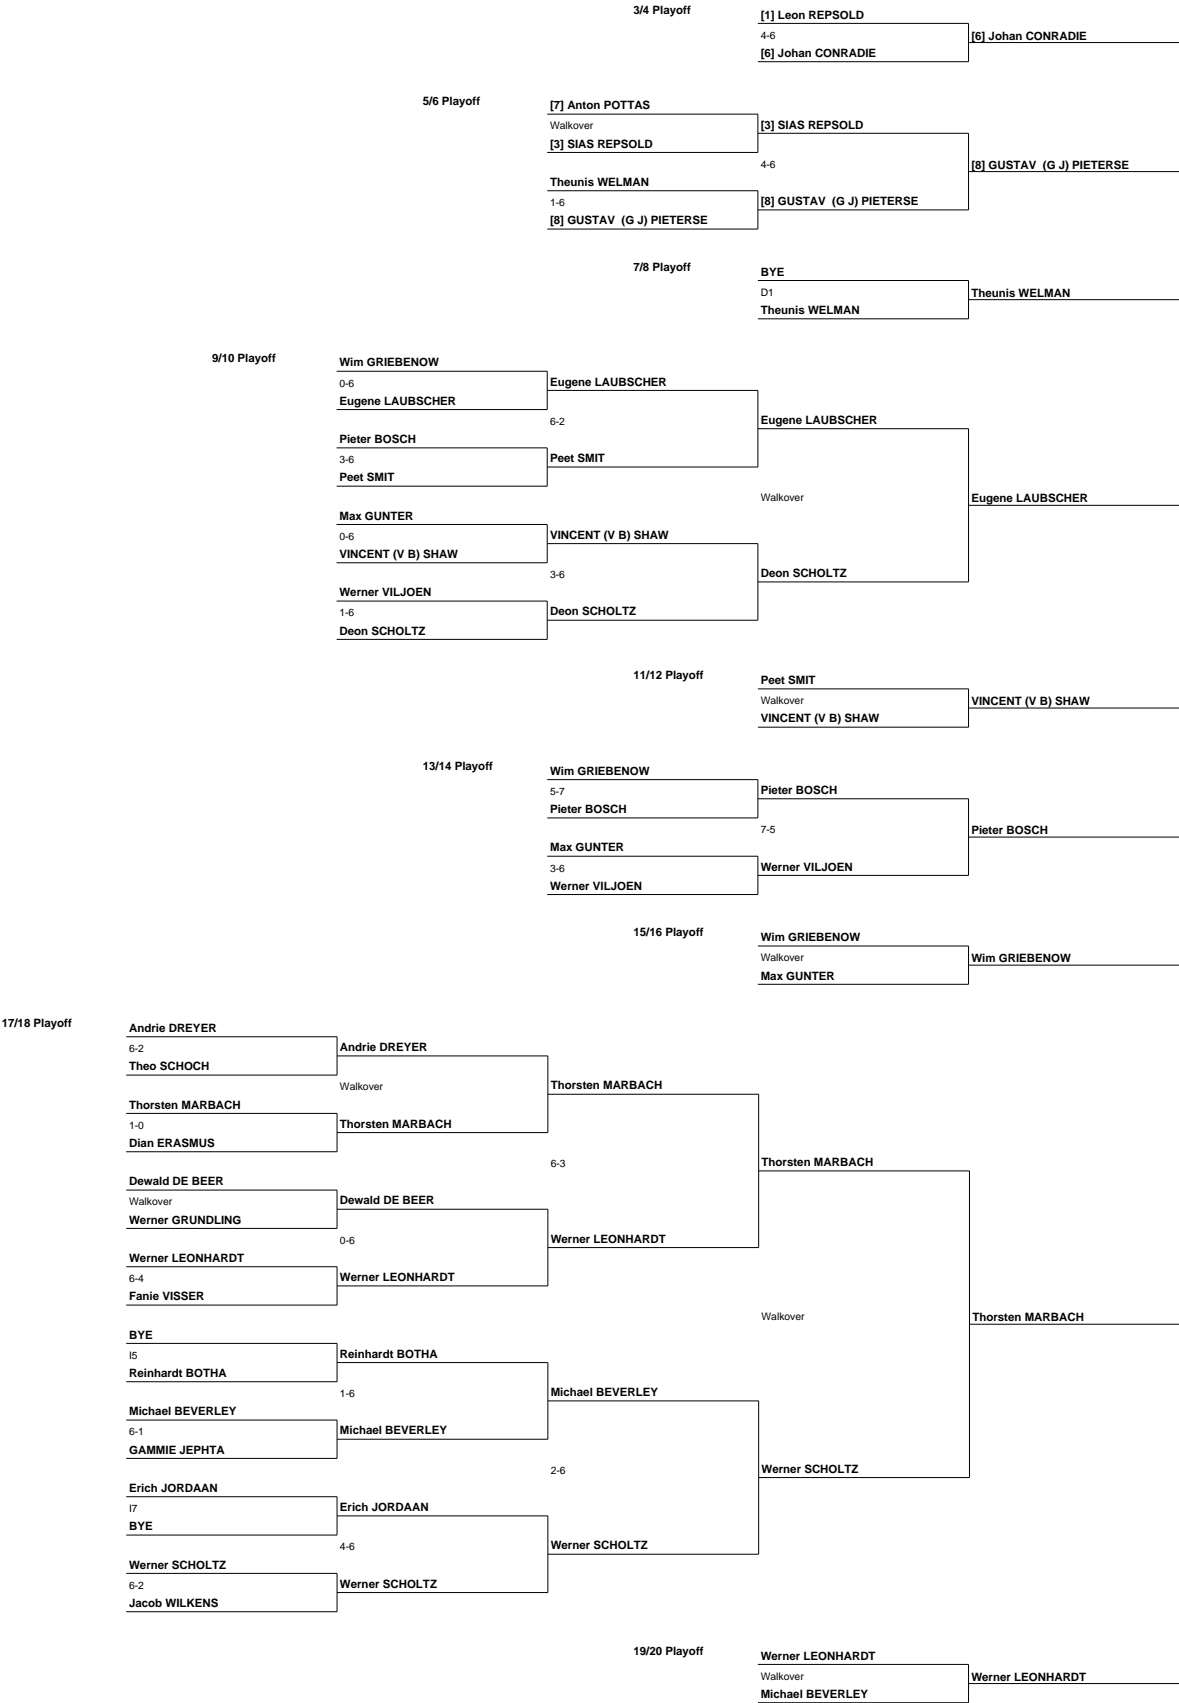 3/4 Playoff
[1] Leon REPSOLD
4-6
[6] Johan CONRADIE
[6] Johan CONRADIE
5/6 Playoff
[7] Anton POTTAS
Walkover
[3] SIAS REPSOLD
[3] SIAS REPSOLD
4-6
[8] GUSTAV (G J) PIETERSE
Theunis WELMAN
1-6
[8] GUSTAV (G J) PIETERSE
[8] GUSTAV (G J) PIETERSE
7/8 Playoff
BYE
D1
Theunis WELMAN
Theunis WELMAN
9/10 Playoff
Wim GRIEBENOW
0-6
Eugene LAUBSCHER
Eugene LAUBSCHER
6-2
Eugene LAUBSCHER
Pieter BOSCH
3-6
Peet SMIT
Peet SMIT
Walkover
Eugene LAUBSCHER
Max GUNTER
0-6
VINCENT (V B) SHAW
VINCENT (V B) SHAW
3-6
Deon SCHOLTZ
Werner VILJOEN
1-6
Deon SCHOLTZ
Deon SCHOLTZ
11/12 Playoff
Peet SMIT
Walkover
VINCENT (V B) SHAW
VINCENT (V B) SHAW
13/14 Playoff
Wim GRIEBENOW
5-7
Pieter BOSCH
Pieter BOSCH
7-5
Pieter BOSCH
Max GUNTER
3-6
Werner VILJOEN
Werner VILJOEN
15/16 Playoff
Wim GRIEBENOW
Walkover
Wim GRIEBENOW
Max GUNTER
17/18 Playoff
Andrie DREYER
6-2
Andrie DREYER
Theo SCHOCH
Walkover
Thorsten MARBACH
Thorsten MARBACH
1-0
Thorsten MARBACH
Dian ERASMUS
6-3
Thorsten MARBACH
Dewald DE BEER
Walkover
Dewald DE BEER
Werner GRUNDLING
0-6
Werner LEONHARDT
Werner LEONHARDT
6-4
Werner LEONHARDT
Fanie VISSER
Walkover
Thorsten MARBACH
BYE
I5
Reinhardt BOTHA
Reinhardt BOTHA
1-6
Michael BEVERLEY
Michael BEVERLEY
6-1
Michael BEVERLEY
GAMMIE JEPHTA
2-6
Werner SCHOLTZ
Erich JORDAAN
I7
Erich JORDAAN
BYE
4-6
Werner SCHOLTZ
Werner SCHOLTZ
6-2
Werner SCHOLTZ
Jacob WILKENS
19/20 Playoff
Werner LEONHARDT
Walkover
Werner LEONHARDT
Michael BEVERLEY